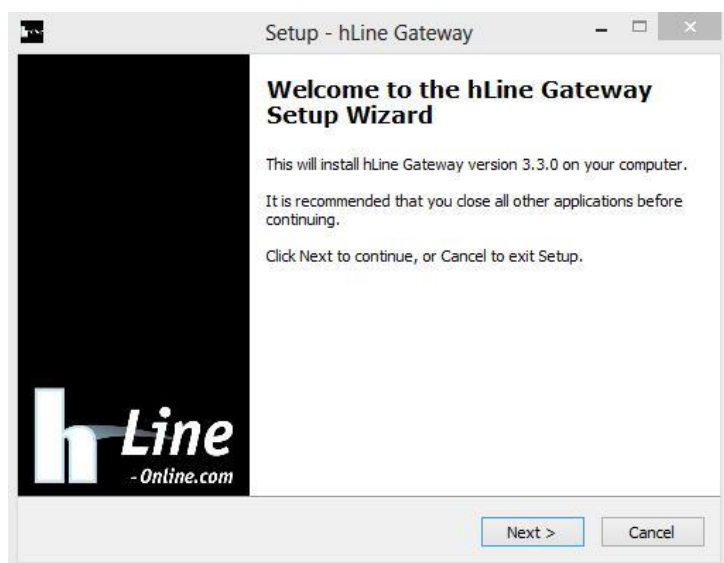 Setup - hLine Gateway
Welcome to the hLine Gateway
Setup Wizard
This will install hLine Gateway version 3.3.0 on your computer.
It is recommended that you close all other applications before
continuing.
Click Next to continue, or Cancel to exit Setup.
h Line
- Online.com
Next >
Cancel